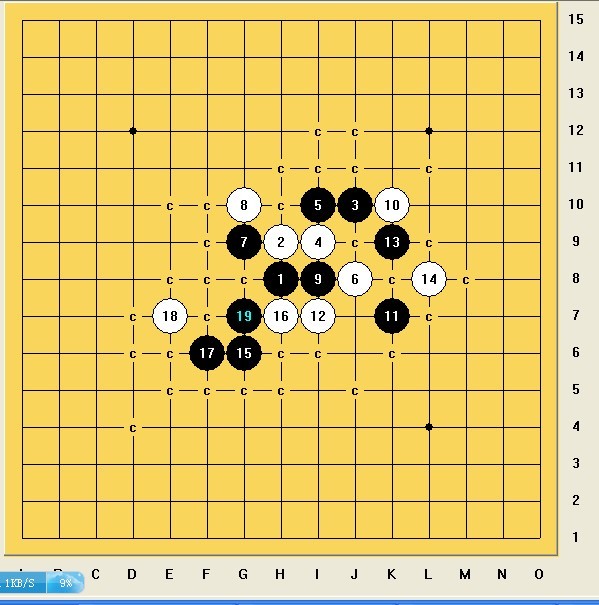 15
14
13
c c 12
c c c c 11
c c 8 c 5 3 10 10
c 7 2 4 c 13 c 9
c c c 1 9 6 c 14 c 8
c 18 c 19 16 12 11 c 7
c c 17 15 c c c 6
c c c c c 5
c 4
3
2
1
C D E F G H I J K L M N O
1KB/S 9%